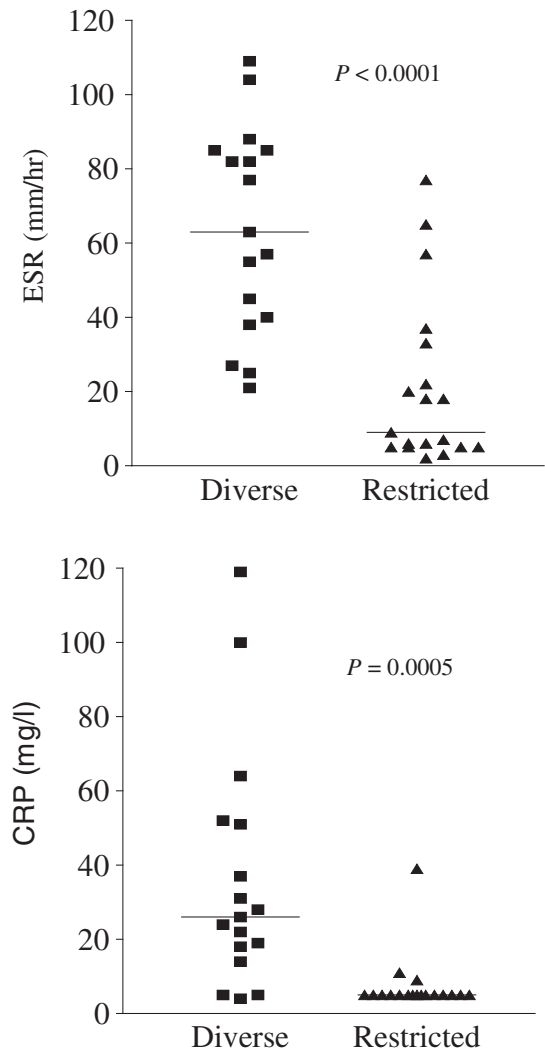 120
100
80
60
40
20
0
ESR (mm/hr)
P < 0.0001
Diverse
Restricted
120
100
80
60
40
20
0
CRP (mg/l)
P = 0.0005
Diverse
Restricted